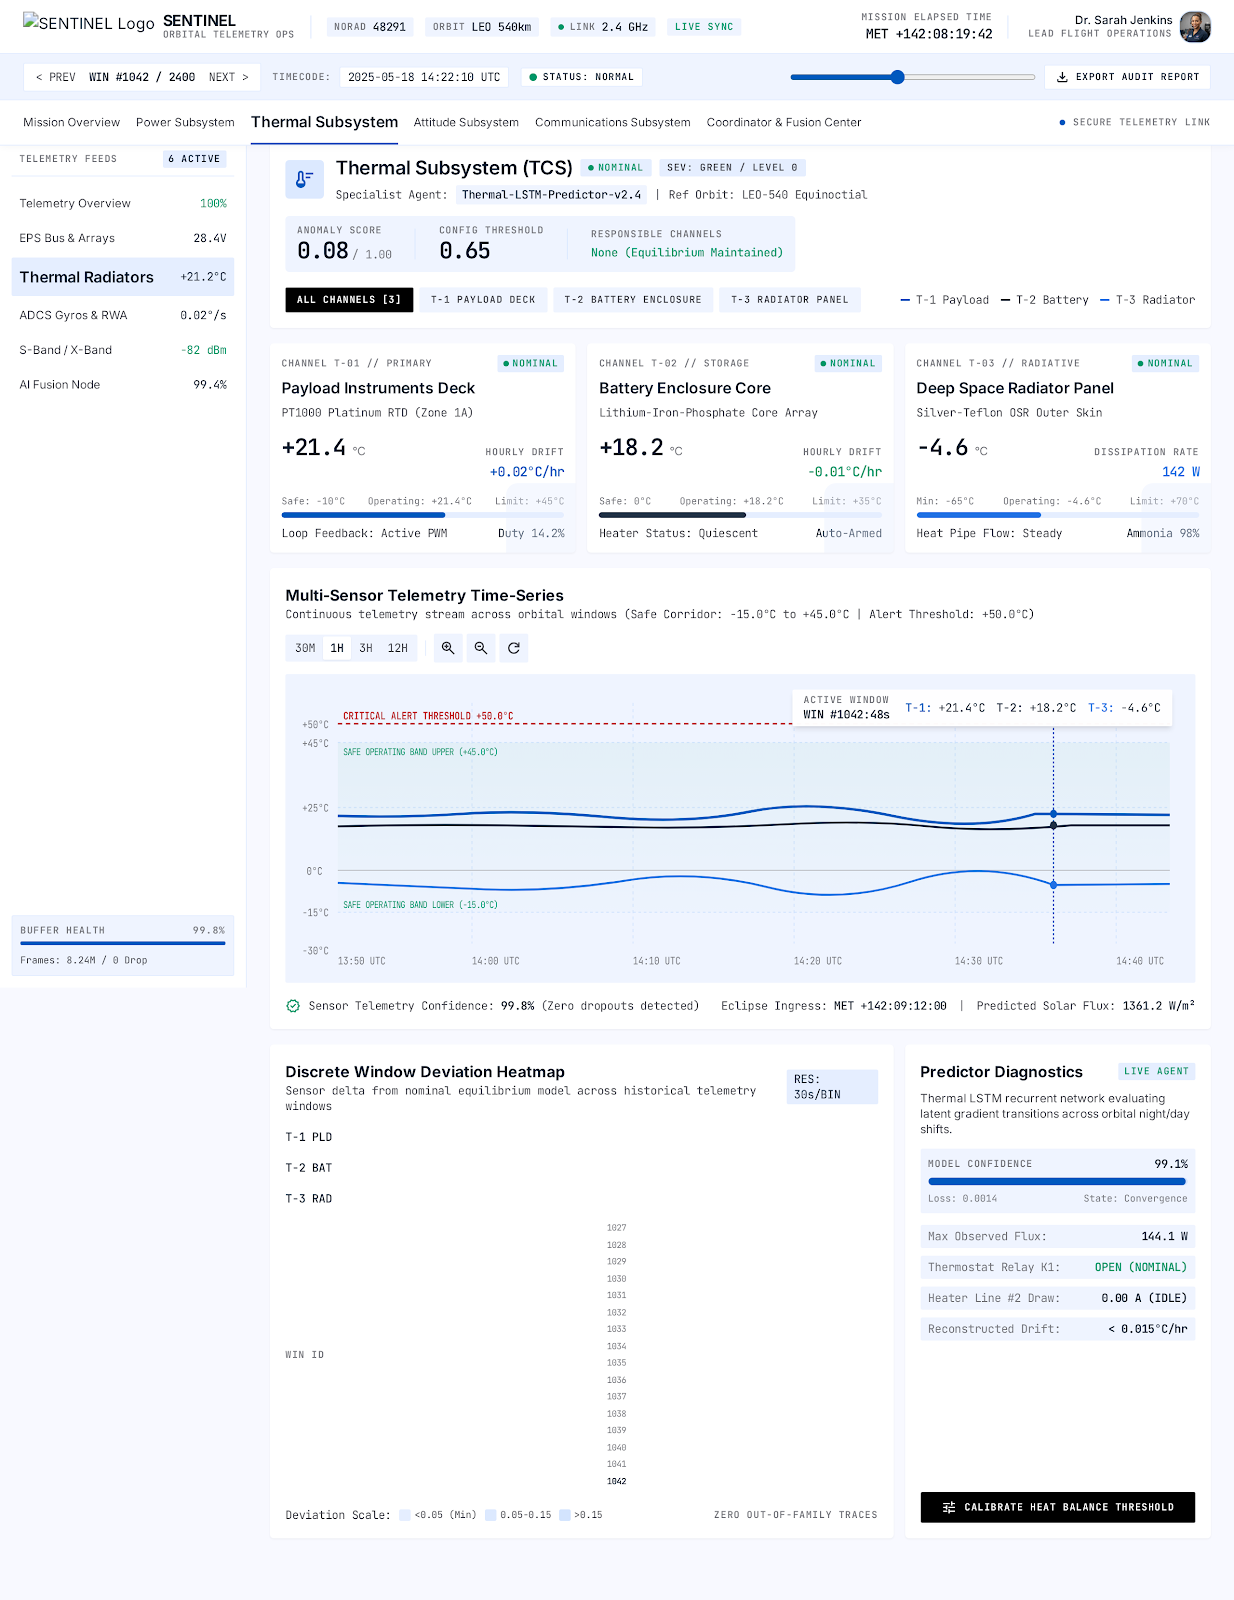 SENTINEL Logo
SENTINEL
ORBITAL TELEMETRY OPS
NORAD 48291
ORBIT LEO 540km
LINK 2.4 GHz
LIVE SYNC
MISSION ELAPSED TIME
MET +142:08:19:42
Dr. Sarah Jenkins
LEAD FLIGHT OPERATIONS
< PREV WIN #1042 / 2400 NEXT >
TIMECODE: 2025-05-18 14:22:10 UTC
STATUS: NORMAL
EXPORT AUDIT REPORT
Mission Overview
Power Subsystem
Thermal Subsystem
Attitude Subsystem
Communications Subsystem
Coordinator & Fusion Center
SECURE TELEMETRY LINK
TELEMETRY FEEDS 6 ACTIVE
Telemetry Overview 100%
EPS Bus & Arrays 28.4V
Thermal Radiators +21.2°C
ADCS Gyros & RWA 0.02°/s
S-Band / X-Band -82 dBm
AI Fusion Node 99.4%
BUFFER HEALTH 99.8%
Frames: 8.24M / 0 Drop
Thermal Subsystem (TCS) NOMINAL SEV: GREEN / LEVEL 0
Specialist Agent: Thermal-LSTM-Predictor-v2.4 | Ref Orbit: LEO-540 Equinoctial
ANOMALY SCORE
0.08 / 1.00
CONFIG THRESHOLD
0.65
RESPONSIBLE CHANNELS
None (Equilibrium Maintained)
ALL CHANNELS [3]
T-1 PAYLOAD DECK
T-2 BATTERY ENCLOSURE
T-3 RADIATOR PANEL
T-1 Payload T-2 Battery T-3 Radiator
CHANNEL T-01 // PRIMARY NOMINAL
Payload Instruments Deck
PT1000 Platinum RTD (Zone 1A)
+21.4 °C
HOURLY DRIFT
+0.02°C/hr
Safe: -10°C Operating: +21.4°C Limit: +45°C
Loop Feedback: Active PWM Duty 14.2%
CHANNEL T-02 // STORAGE NOMINAL
Battery Enclosure Core
Lithium-Iron-Phosphate Core Array
+18.2 °C
HOURLY DRIFT
-0.01°C/hr
Safe: 0°C Operating: +18.2°C Limit: +35°C
Heater Status: Quiescent Auto-Armed
CHANNEL T-03 // RADIATIVE NOMINAL
Deep Space Radiator Panel
Silver-Teflon OSR Outer Skin
-4.6 °C
DISSIPATION RATE
142 W
Min: -65°C Operating: -4.6°C Limit: +70°C
Heat Pipe Flow: Steady Ammonia 98%
Multi-Sensor Telemetry Time-Series
Continuous telemetry stream across orbital windows (Safe Corridor: -15.0°C to +45.0°C | Alert Threshold: +50.0°C)
30M 1H 3H 12H
ACTIVE WINDOW
WIN #1042:48s
T-1: +21.4°C T-2: +18.2°C T-3: -4.6°C
CRITICAL ALERT THRESHOLD +50.0°C
+50°C
+45°C
SAFE OPERATING BAND UPPER (+45.0°C)
+25°C
0°C
SAFE OPERATING BAND LOWER (-15.0°C)
-15°C
-30°C
13:50 UTC 14:00 UTC 14:10 UTC 14:20 UTC 14:30 UTC 14:40 UTC
Sensor Telemetry Confidence: 99.8% (Zero dropouts detected)
Eclipse Ingress: MET +142:09:12:00 | Predicted Solar Flux: 1361.2 W/m²
Discrete Window Deviation Heatmap
Sensor delta from nominal equilibrium model across historical telemetry
windows
RES:
30s/BIN
T-1 PLD
T-2 BAT
T-3 RAD
WIN ID
1027
1028
1029
1030
1031
1032
1033
1034
1035
1036
1037
1038
1039
1040
1041
1042
Deviation Scale: <0.05 (Min) 0.05-0.15 >0.15
ZERO OUT-OF-FAMILY TRACES
Predictor Diagnostics LIVE AGENT
Thermal LSTM recurrent network evaluating
latent gradient transitions across orbital night/day
shifts.
MODEL CONFIDENCE 99.1%
Loss: 0.0014 State: Convergence
Max Observed Flux: 144.1 W
Thermostat Relay K1: OPEN (NOMINAL)
Heater Line #2 Draw: 0.00 A (IDLE)
Reconstructed Drift: < 0.015°C/hr
CALIBRATE HEAT BALANCE THRESHOLD